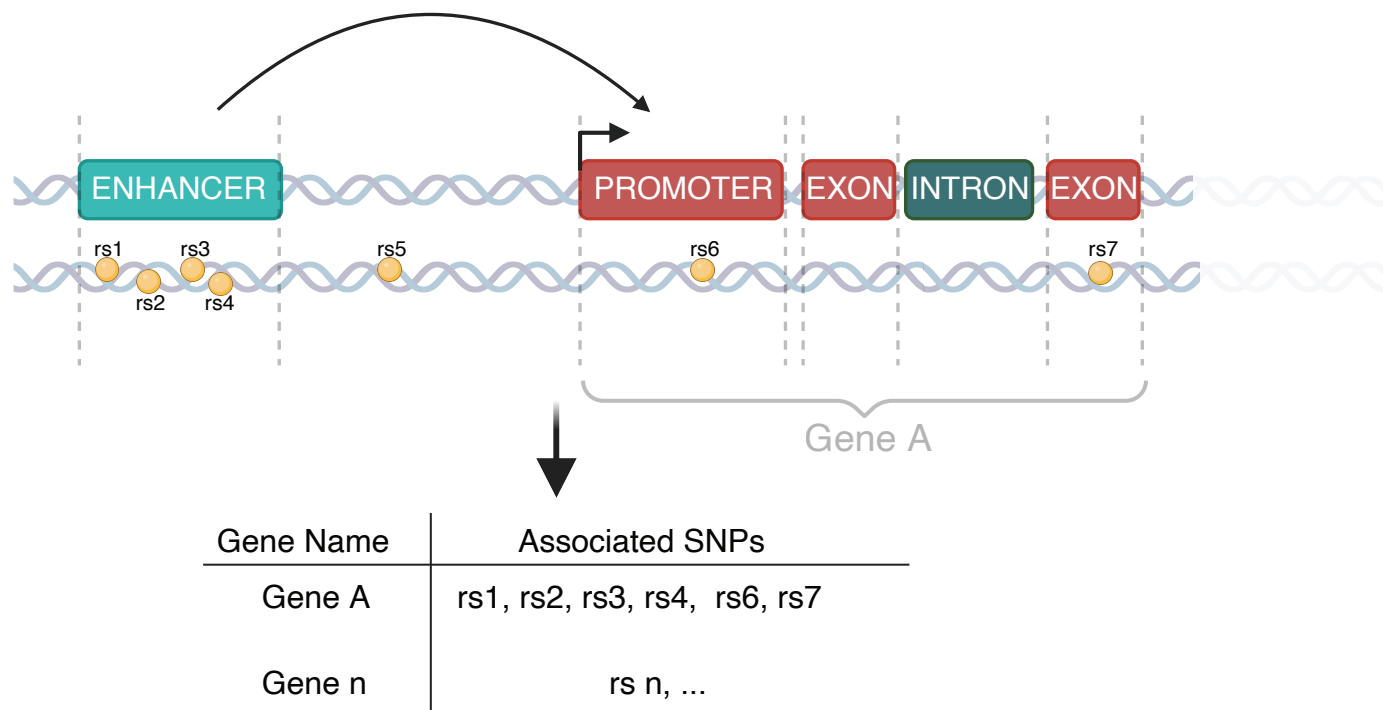 ENHANCER PROMOTER EXON INTRON EXON
rs1 rs3 rs5 rs6 rs7
rs2 rs4
Gene A
Gene Name Associated SNPs
Gene A rs1, rs2, rs3, rs4, rs6, rs7
Gene n rs n, ...